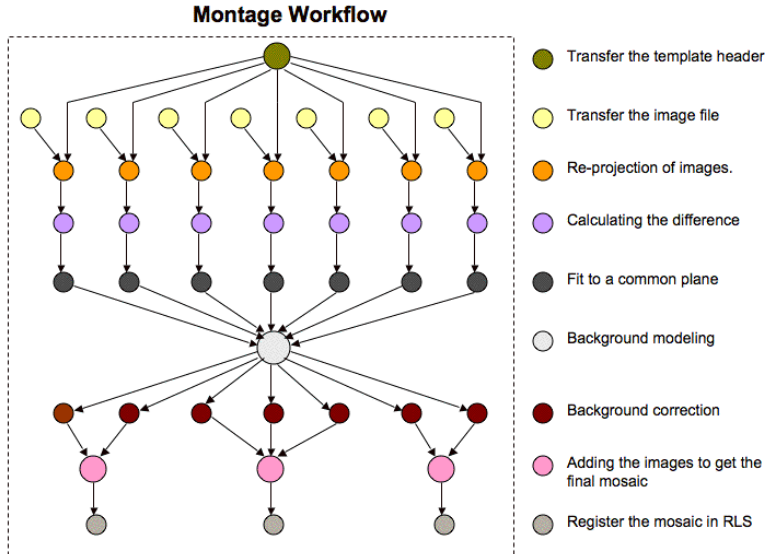 Montage Workflow
Transfer the template header
Transfer the image file
Re-projection of images.
Calculating the difference
Fit to a common plane
Background modeling
Background correction
Adding the images to get the
final mosaic
Register the mosaic in RLS